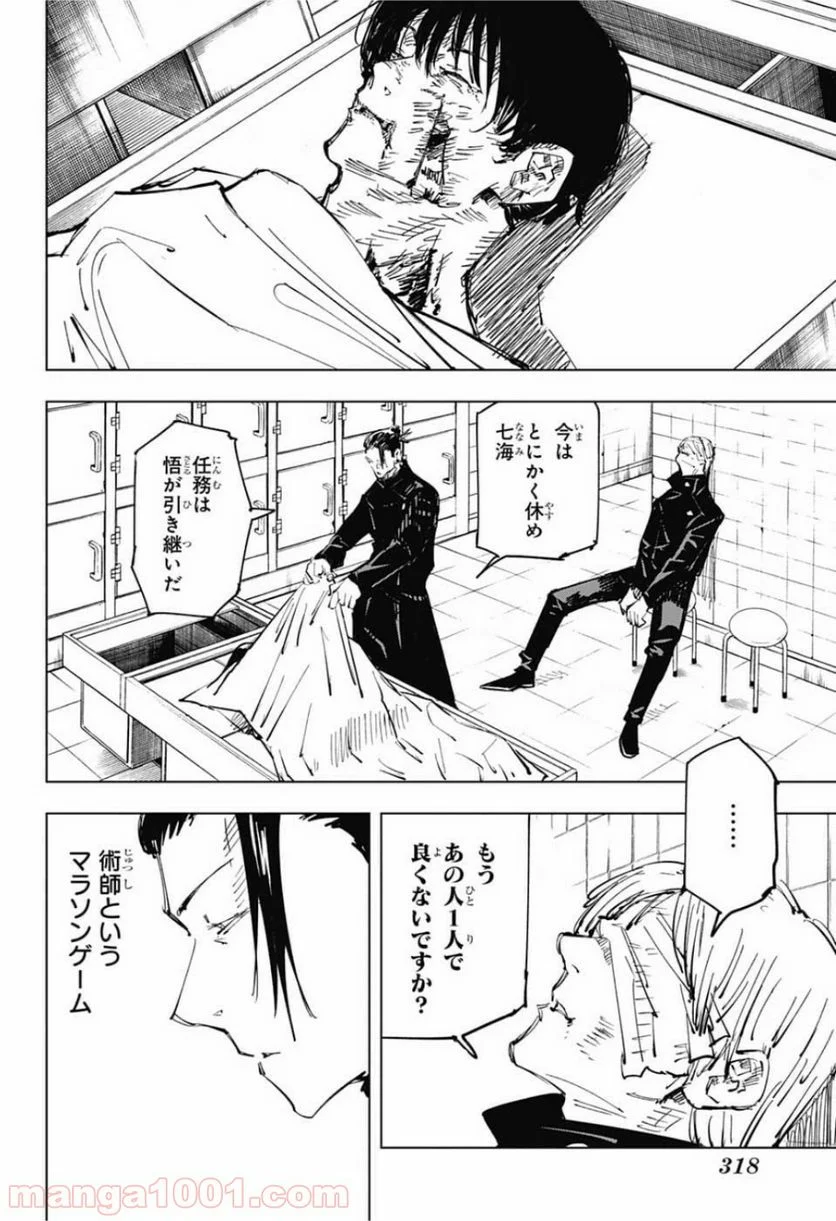 今は
とにかく休め
七海
任務は
悟が引き継いだ
……
もう
あの人1人で
良くないですか？
術師という
マラソンゲーム
318
manga1001.com